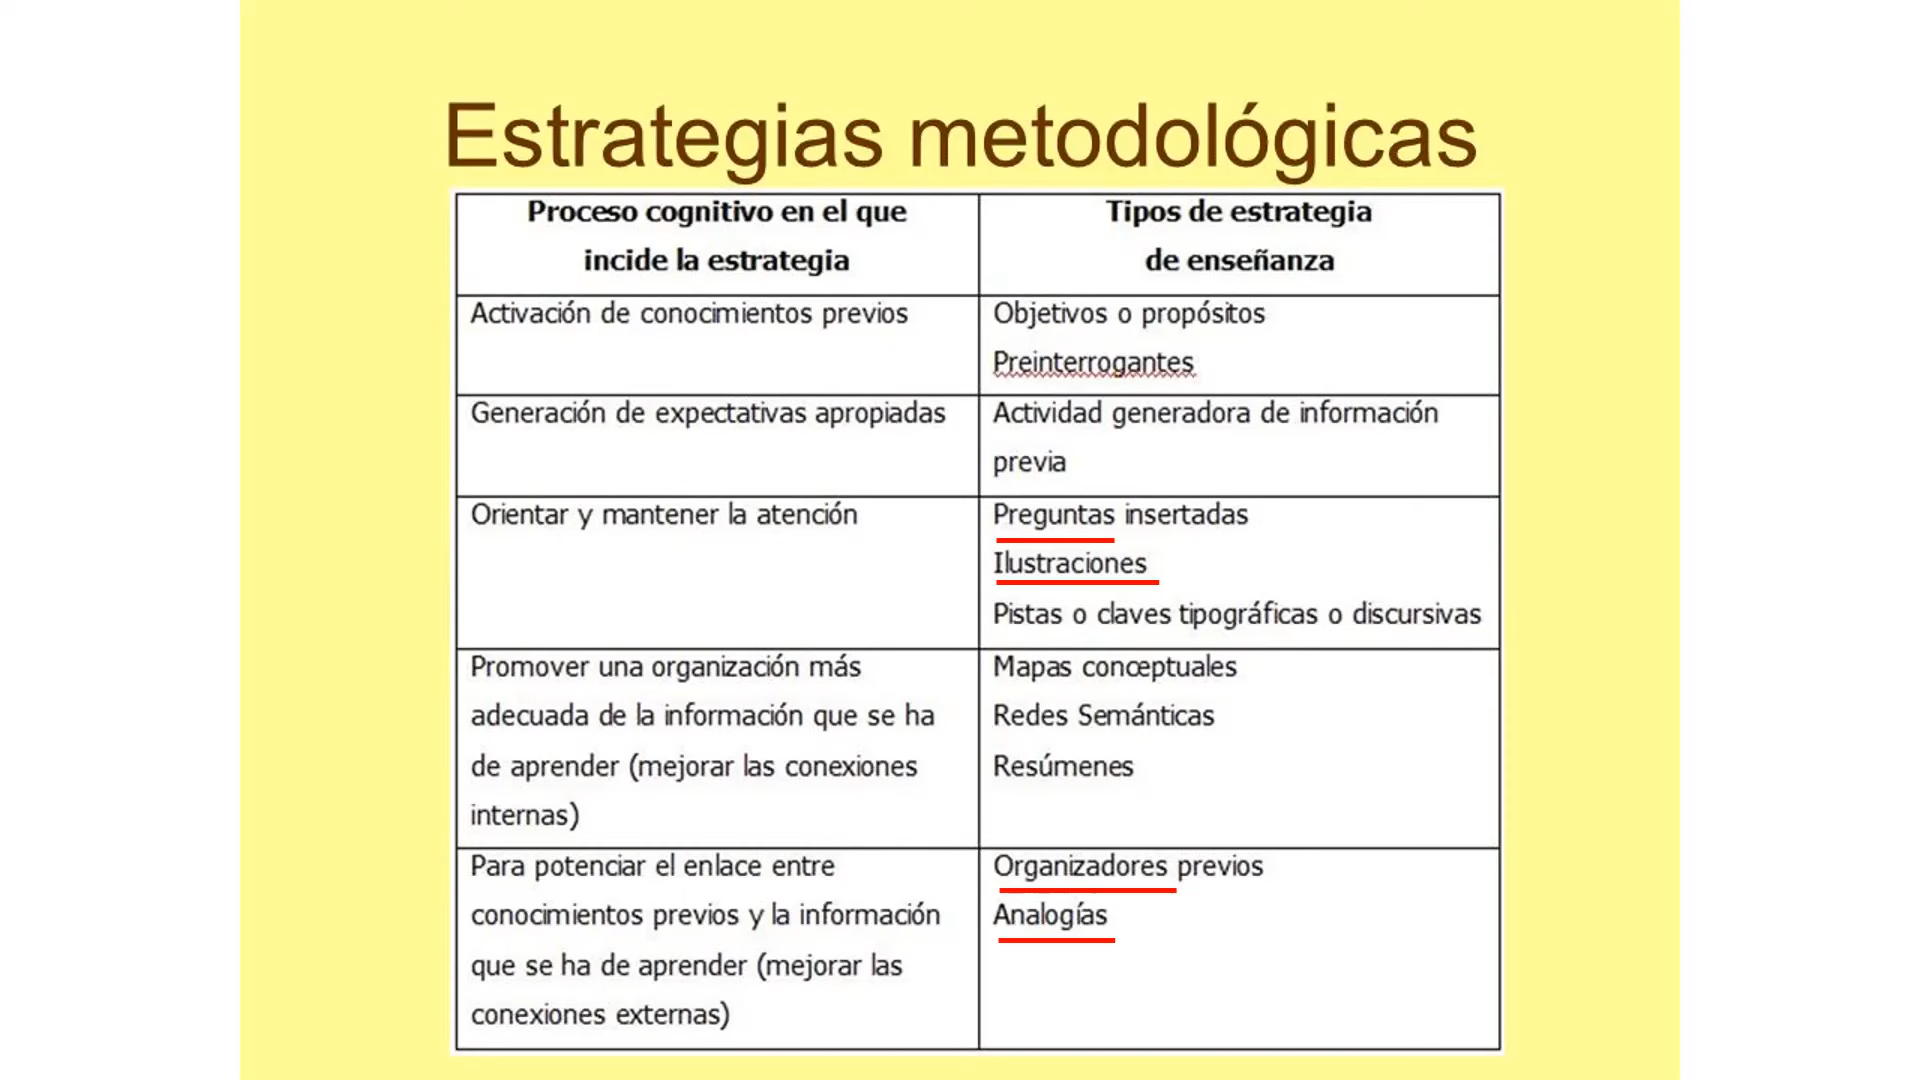 Estrategias metodológicas
Proceso cognitivo en el que
incide la estrategia
Tipos de estrategia
de enseñanza
Activación de conocimientos previos
Objetivos o propósitos
Preinterrogantes
Generación de expectativas apropiadas
Actividad generadora de información
previa
Orientar y mantener la atención
Preguntas insertadas
Ilustraciones
Pistas o claves tipográficas o discursivas
Promover una organización más
adecuada de la información que se ha
de aprender (mejorar las conexiones
internas)
Mapas conceptuales
Redes Semánticas
Resúmenes
Para potenciar el enlace entre
conocimientos previos y la información
que se ha de aprender (mejorar las
conexiones externas)
Organizadores previos
Analogías